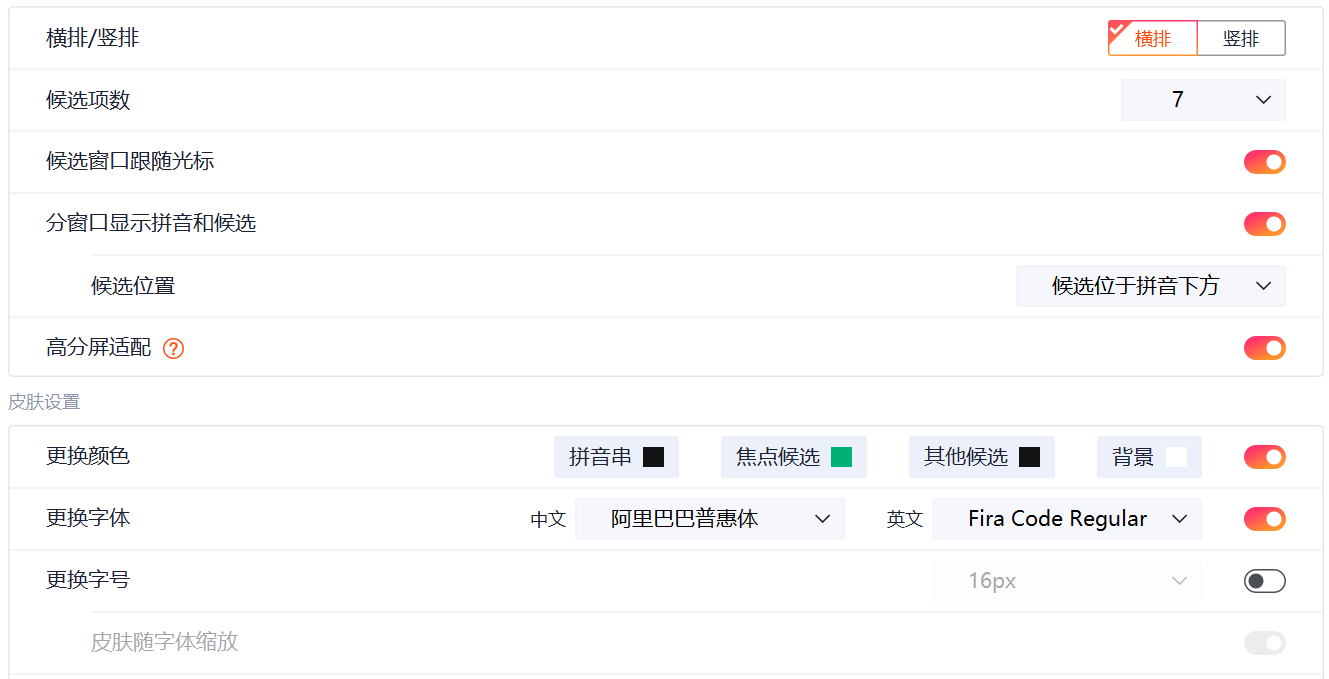 横排/竖排 横排 竖排
候选项数 7
候选窗口跟随光标
分窗口显示拼音和候选
候选位置 候选位于拼音下方
高分屏适配 ?
皮肤设置
更换颜色 拼音串 焦点候选 其他候选 背景
更换字体 中文 阿里巴巴普惠体 英文 Fira Code Regular
更换字号 16px
皮肤随字体缩放